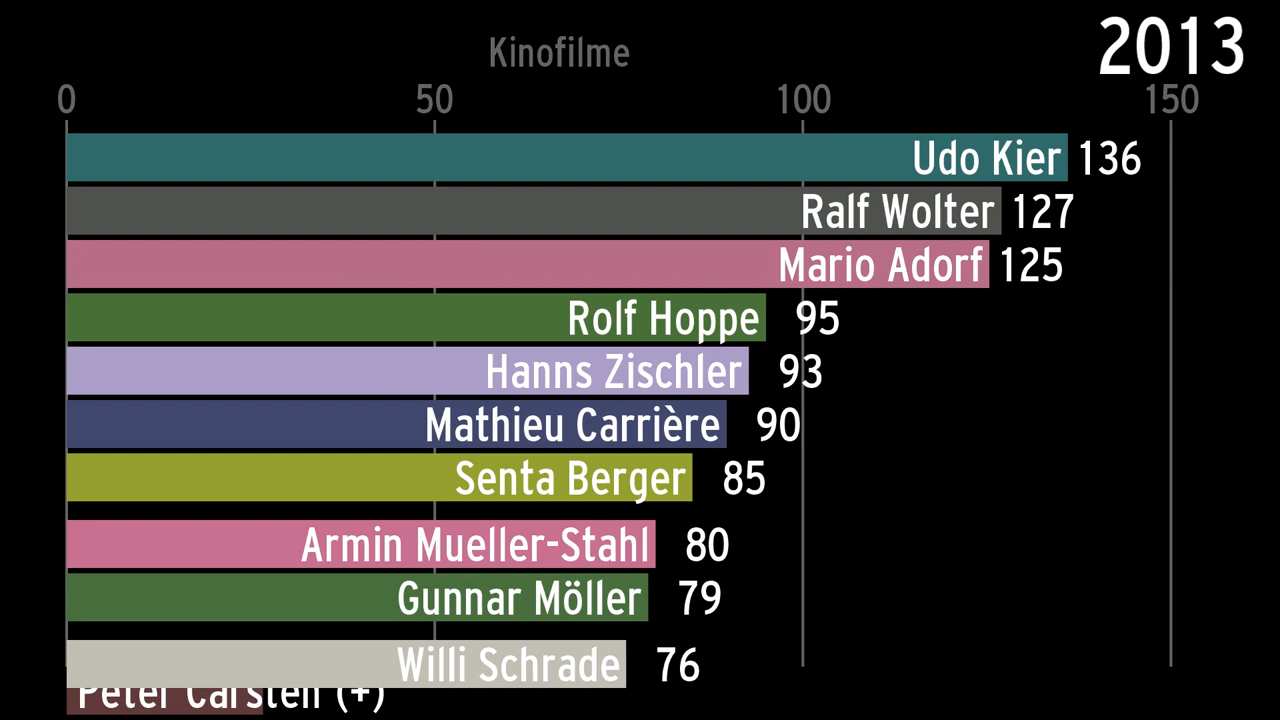 2013
Kinofilme
0 50 100 150
Udo Kier 136
Ralf Wolter 127
Mario Adorf 125
Rolf Hoppe 95
Hanns Zischler 93
Mathieu Carrière 90
Senta Berger 85
Armin Mueller-Stahl 80
Gunnar Möller 79
Willi Schrade 76
Peter Carsten (+)